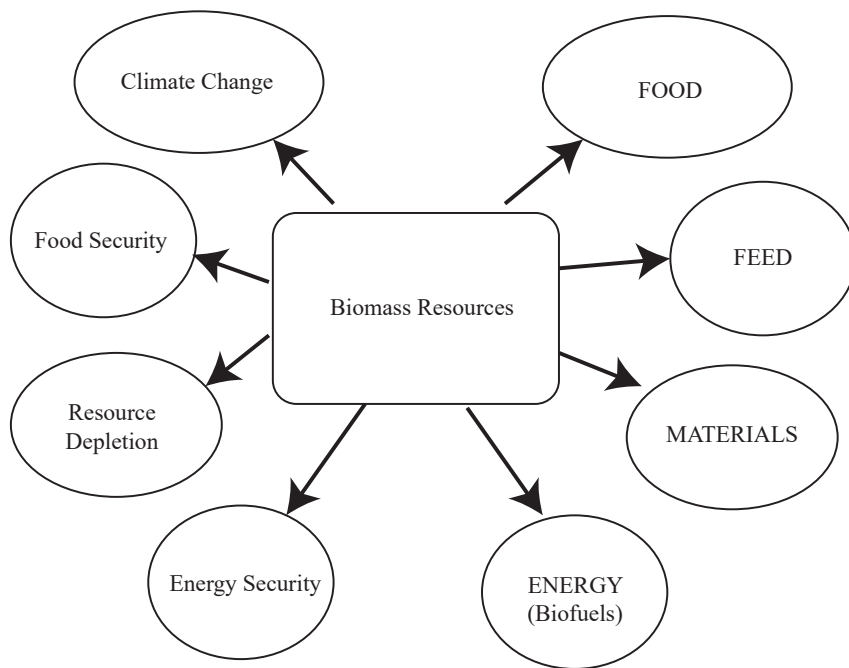 Climate Change
FOOD
Food Security
FEED
Biomass Resources
Resource
Depletion
MATERIALS
Energy Security
ENERGY
(Biofuels)